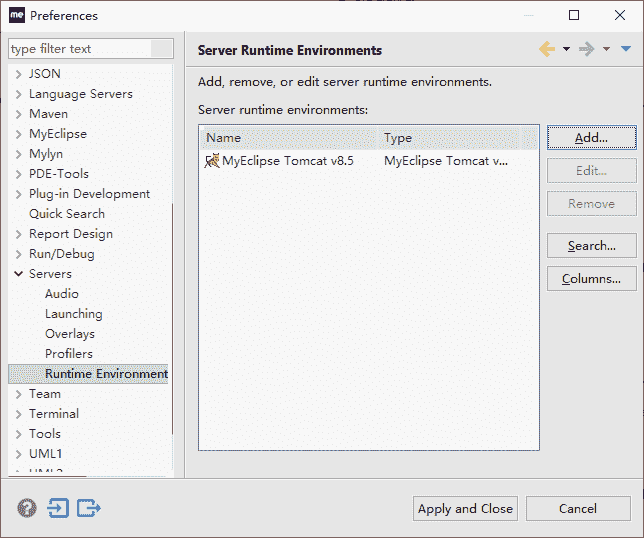 me Preferences
type filter text
Server Runtime Environments
JSON
Language Servers
Maven
MyEclipse
Mylyn
PDE-Tools
Plug-in Development
Quick Search
Report Design
Run/Debug
Servers
Audio
Launching
Overlays
Profilers
Runtime Environment
Team
Terminal
Tools
UML1
UML2
Add, remove, or edit server runtime environments.
Server runtime environments:
Name Type
MyEclipse Tomcat v8.5 MyEclipse Tomcat v...
Add...
Edit...
Remove
Search...
Columns...
?
Apply and Close
Cancel